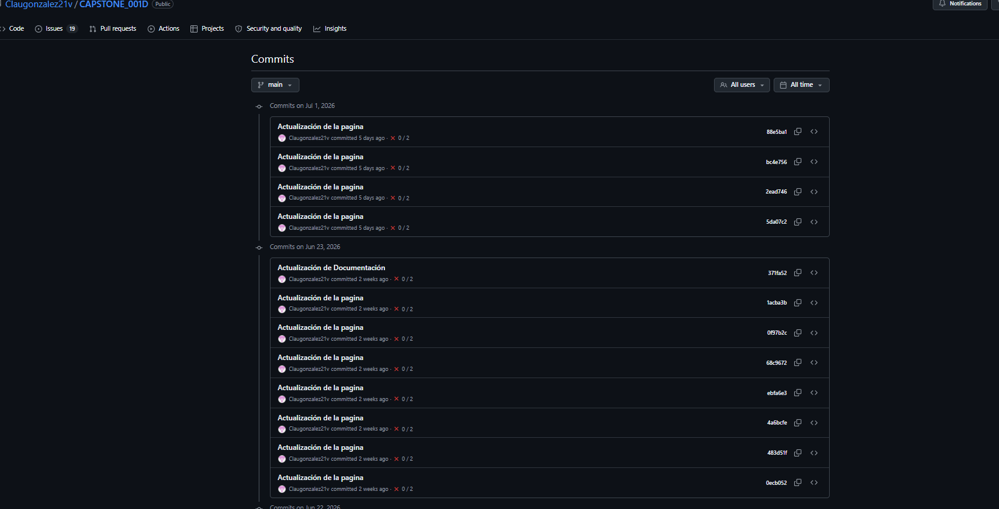 Claugonzalez21v / CAPSTONE_001D Public
Notifications
Code Issues 19 Pull requests Actions Projects Security and quality Insights
Commits
main All users All time
Commits on Jul 1, 2026
Actualización de la pagina
88e5ba1
Claugonzalez21v committed 5 days ago · 0 / 2
Actualización de la pagina
bc4e756
Claugonzalez21v committed 5 days ago · 0 / 2
Actualización de la pagina
2ead746
Claugonzalez21v committed 5 days ago · 0 / 2
Actualización de la pagina
5da07c2
Claugonzalez21v committed 5 days ago · 0 / 2
Commits on Jun 23, 2026
Actualización de Documentación
371fa52
Claugonzalez21v committed 2 weeks ago · 0 / 2
Actualización de la pagina
1acba3b
Claugonzalez21v committed 2 weeks ago · 0 / 2
Actualización de la pagina
0f97b2c
Claugonzalez21v committed 2 weeks ago · 0 / 2
Actualización de la pagina
68c9672
Claugonzalez21v committed 2 weeks ago · 0 / 2
Actualización de la pagina
ebfa6e3
Claugonzalez21v committed 2 weeks ago · 0 / 2
Actualización de la pagina
4a6bcfe
Claugonzalez21v committed 2 weeks ago · 0 / 2
Actualización de la pagina
483d51f
Claugonzalez21v committed 2 weeks ago · 0 / 2
Actualización de la pagina
0ecb052
Claugonzalez21v committed 2 weeks ago · 0 / 2
Commits on Jun 22, 2026